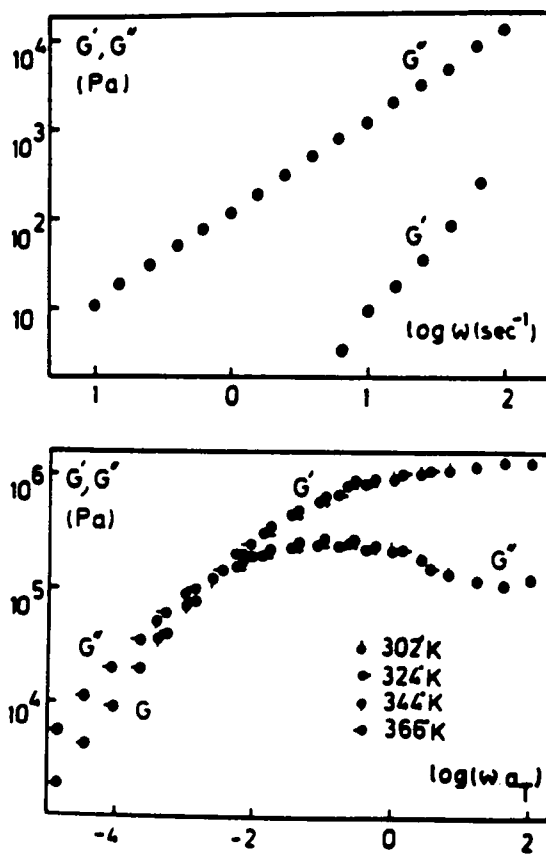 G', G"
(Pa)
10⁴
10³
10²
10
G"
G'
log ω(sec⁻¹)
1
0
1
2
G', G"
(Pa)
10⁶
10⁵
10⁴
G'
G"
G"
G
302°K
324°K
344°K
366°K
log(ω.a_T)
-4
-2
0
2